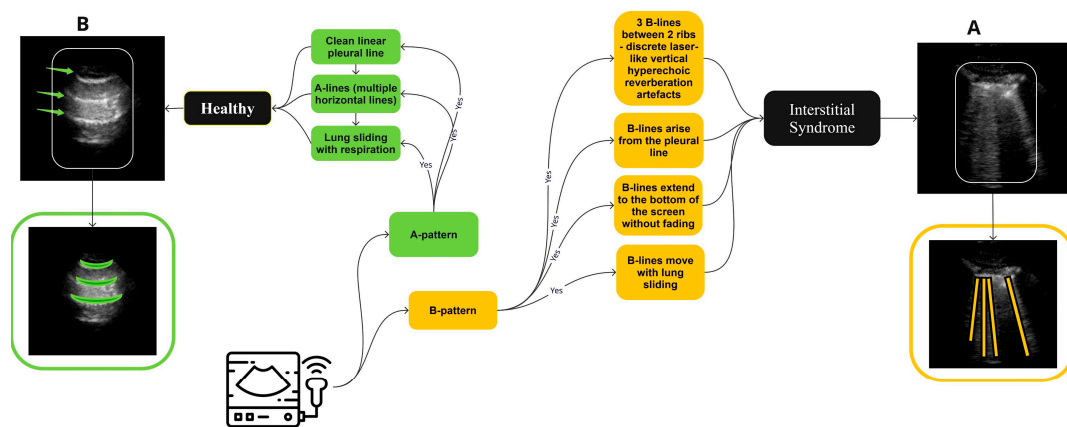 B
A
Clean linear
pleural line
A-lines (multiple
horizontal lines)
Lung sliding
with respiration
Healthy
Yes
Yes
Yes
A-pattern
B-pattern
Yes
Yes
Yes
Yes
3 B-lines
between 2 ribs
- discrete laser-
like vertical
hyperechoic
reverberation
artefacts
B-lines arise
from the pleural
line
B-lines extend to
the bottom of
the screen
without fading
B-lines move
with lung
sliding
Interstitial
Syndrome